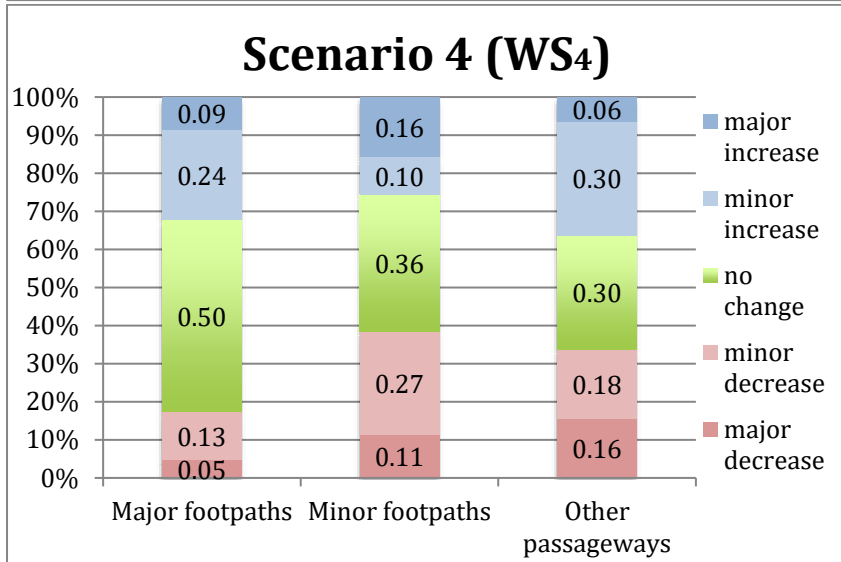 Scenario 4 (WS4)
100%
90%
80%
70%
60%
50%
40%
30%
20%
10%
0%
0.09
0.24
0.50
0.13
0.05
0.16
0.10
0.36
0.27
0.11
0.06
0.30
0.30
0.18
0.16
Major footpaths
Minor footpaths
Other
passageways
major
increase
minor
increase
no
change
minor
decrease
major
decrease